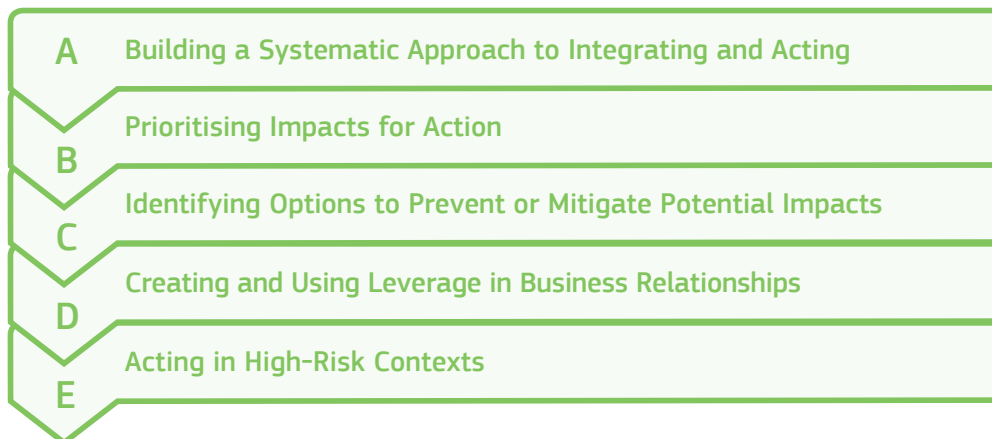 A Building a Systematic Approach to Integrating and Acting
B Prioritising Impacts for Action
C Identifying Options to Prevent or Mitigate Potential Impacts
D Creating and Using Leverage in Business Relationships
E Acting in High-Risk Contexts